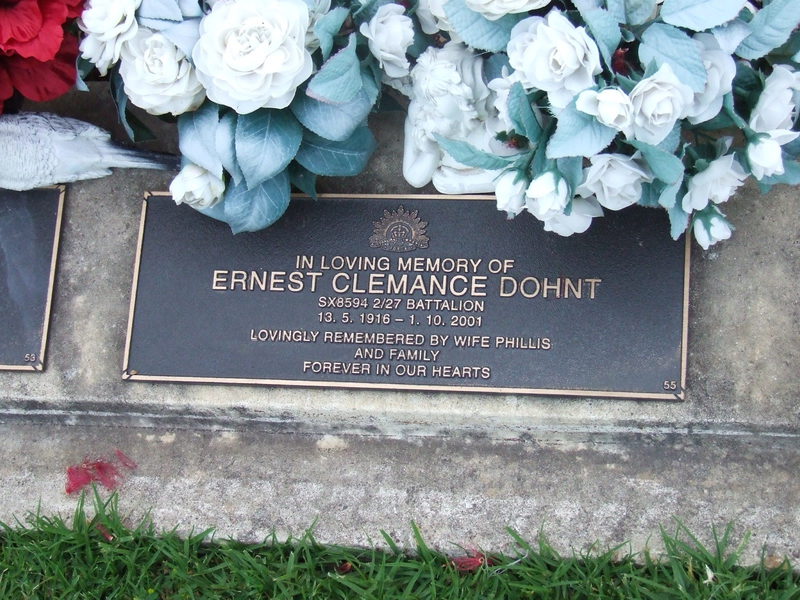 IN LOVING MEMORY OF
ERNEST CLEMANCE DOHNT
SX8594 2/27 BATTALION
13. 5. 1916 – 1. 10. 2001
LOVINGLY REMEMBERED BY WIFE PHILLIS
AND FAMILY
FOREVER IN OUR HEARTS
55
53